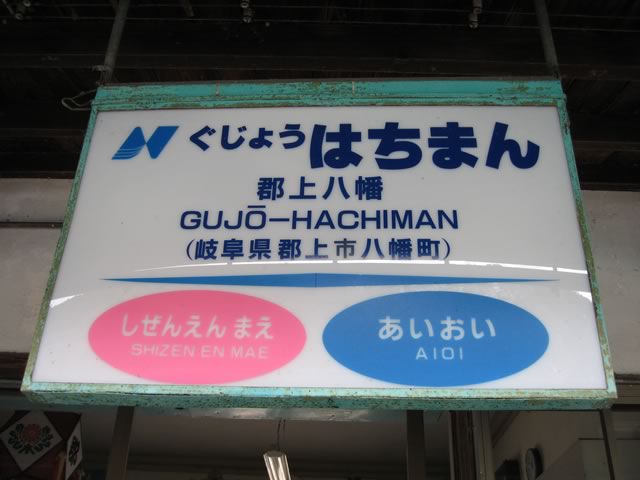 ぐじょうはちまん
郡上八幡
GUJŌ-HACHIMAN
(岐阜県郡上市八幡町)
しぜんえん まえ
SHIZEN EN MAE
あいおい
AIOI